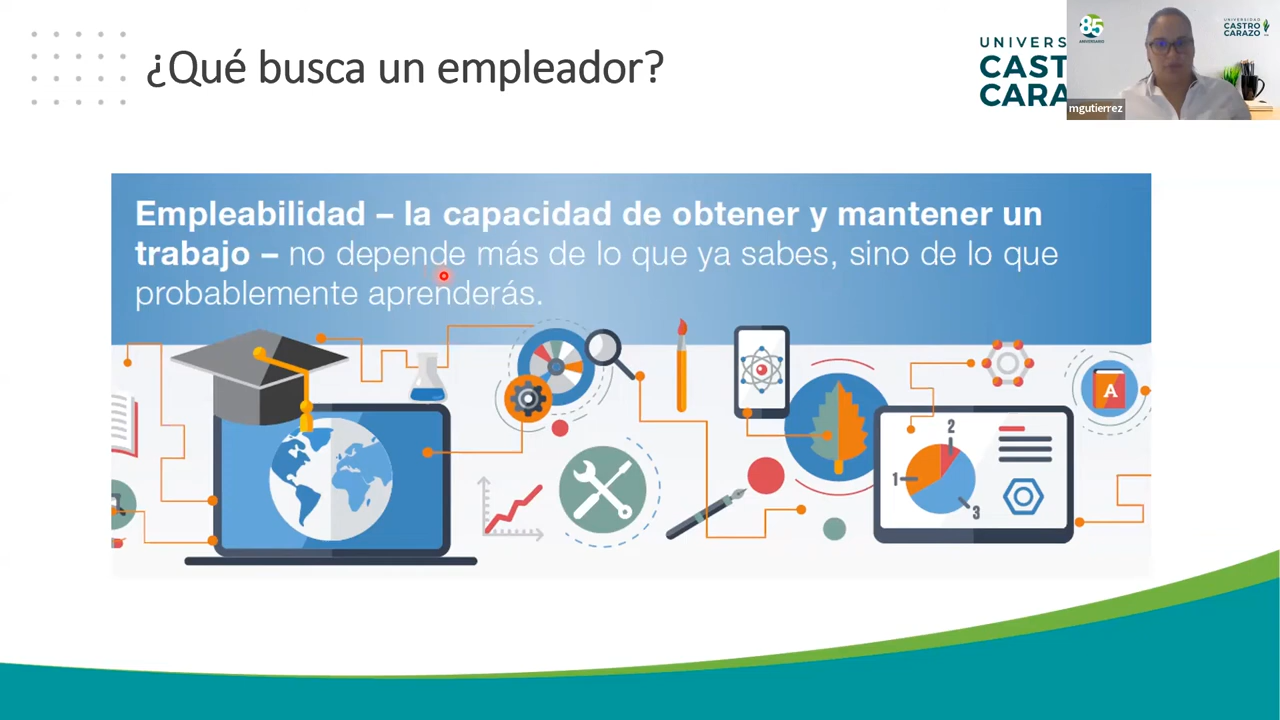 ¿Qué busca un empleador?
UNIVERS
CAST
CARA
85
ANIVERSARIO
UNIVERSIDAD
CASTRO
CARAZO
mgutierrez
Empleabilidad – la capacidad de obtener y mantener un
trabajo – no depende más de lo que ya sabes, sino de lo que
probablemente aprenderás.
A
2
1
3